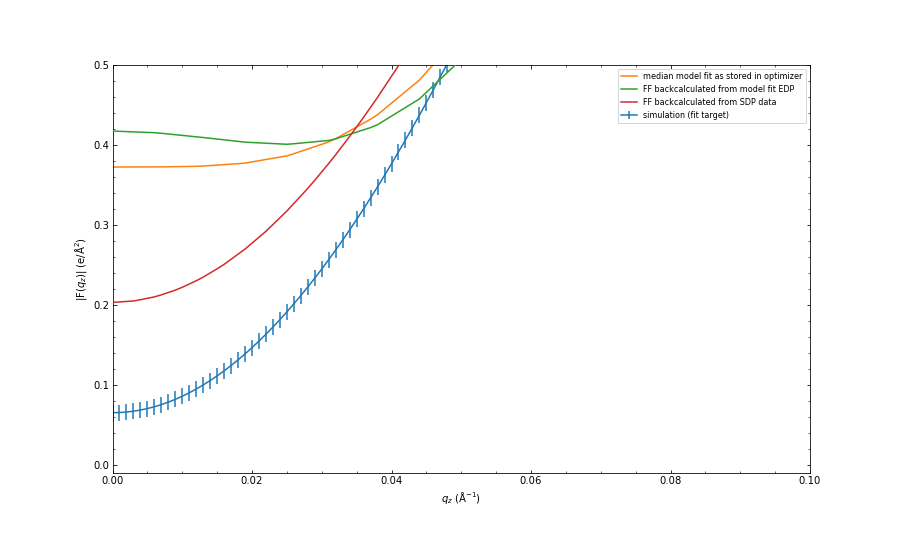 0.5
0.4
0.3
0.2
0.1
0.0
|F(q_z)| (e/Å²)
median model fit as stored in optimizer
FF backcalculated from model fit EDP
FF backcalculated from SDP data
simulation (fit target)
0.00 0.02 0.04 0.06 0.08 0.10
q_z (Å⁻¹)